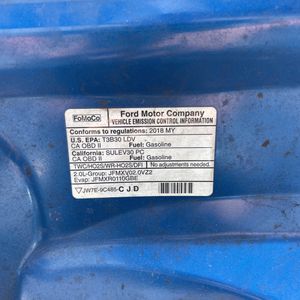 FoMoCo
Ford Motor Company
VEHICLE EMISSION CONTROL INFORMATION
Conforms to regulations: 2018 MY
U.S. EPA: T3B30 LDV
CA OBD II Fuel: Gasoline
California: SULEV30 PC
CA OBD II Fuel: Gasoline
TWC/HO2S/WR-HO2S/DFI No adjustments needed.
2.0L-Group: JFMXV02.0VZ2
Evap: JFMXR0110GBE
JW7E-9C485-CJD